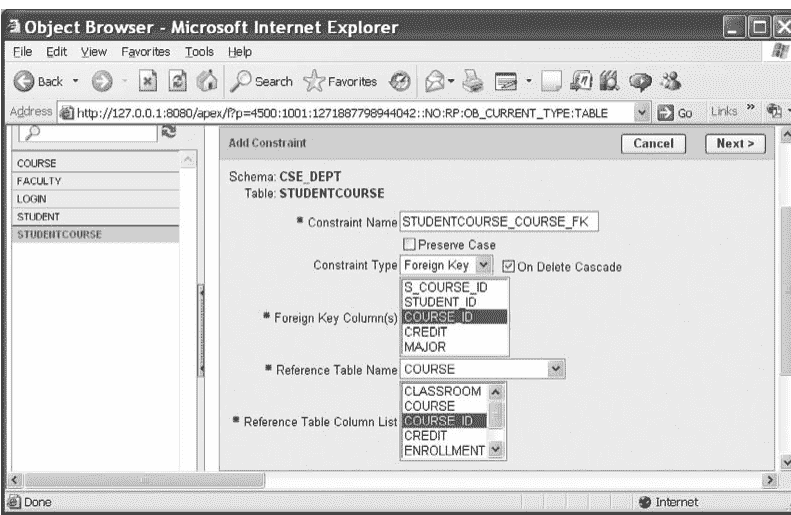 Object Browser - Microsoft Internet Explorer
File Edit View Favorites Tools Help
Back Search Favorites
Address http://127.0.0.1:8080/apex/f?p=4500:1001:1271887798944042::NO:RP:OB_CURRENT_TYPE:TABLE Go Links »
COURSE
FACULTY
LOGIN
STUDENT
STUDENTCOURSE
Add Constraint Cancel Next >
Schema: CSE_DEPT
Table: STUDENTCOURSE
* Constraint Name STUDENTCOURSE_COURSE_FK
Preserve Case
Constraint Type Foreign Key On Delete Cascade
* Foreign Key Column(s)
S_COURSE_ID
STUDENT_ID
COURSE_ID
CREDIT
MAJOR
* Reference Table Name COURSE
* Reference Table Column List
CLASSROOM
COURSE
COURSE_ID
CREDIT
ENROLLMENT
Done Internet